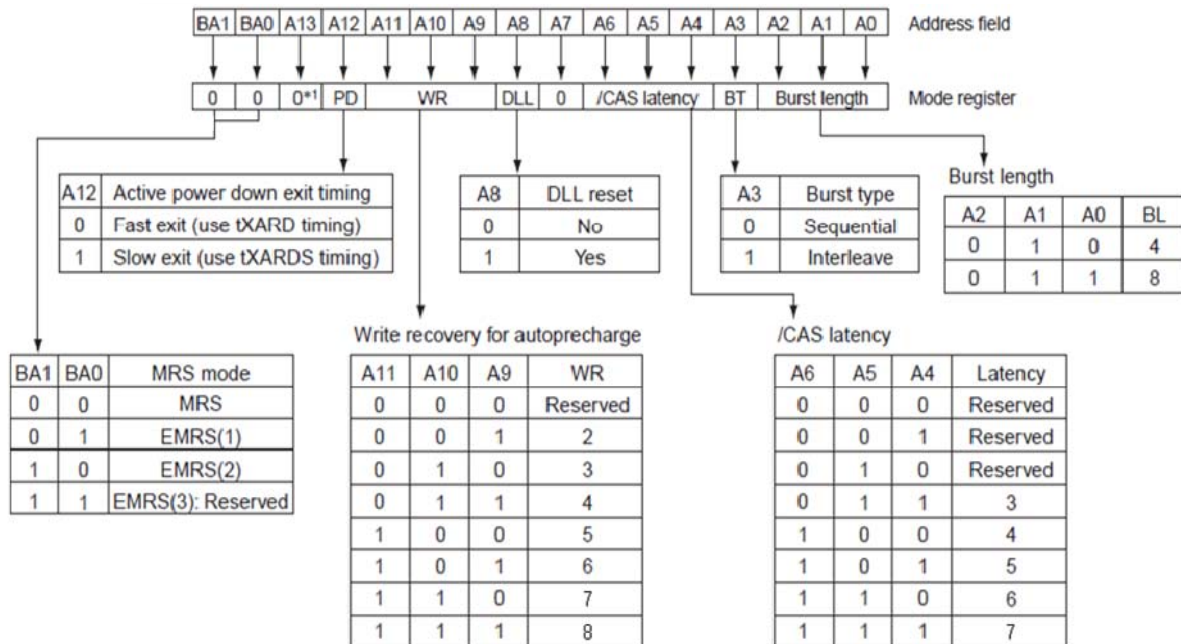 BA1 BA0 A13 A12 A11 A10 A9 A8 A7 A6 A5 A4 A3 A2 A1 A0 Address field
0 0 0*1 PD WR DLL 0 /CAS latency BT Burst length Mode register
A12 Active power down exit timing
0 Fast exit (use tXARD timing)
1 Slow exit (use tXARDS timing)
A8 DLL reset
0 No
1 Yes
A3 Burst type
0 Sequential
1 Interleave
Burst length
A2 A1 A0 BL
0 1 0 4
0 1 1 8
BA1 BA0 MRS mode
0 0 MRS
0 1 EMRS(1)
1 0 EMRS(2)
1 1 EMRS(3): Reserved
Write recovery for autoprecharge
A11 A10 A9 WR
0 0 0 Reserved
0 0 1 2
0 1 0 3
0 1 1 4
1 0 0 5
1 0 1 6
1 1 0 7
1 1 1 8
/CAS latency
A6 A5 A4 Latency
0 0 0 Reserved
0 0 1 Reserved
0 1 0 Reserved
0 1 1 3
1 0 0 4
1 0 1 5
1 1 0 6
1 1 1 7